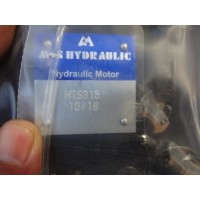 M+S HYDRAULIC
Hydraulic Motor
MTS315
10/18